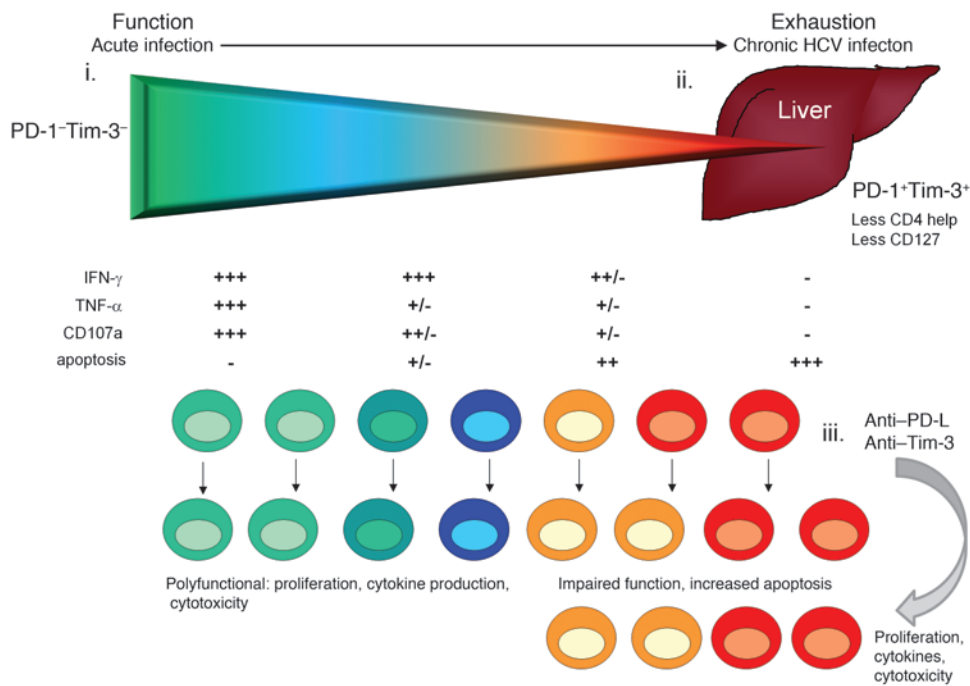 Function
Acute infection
Exhaustion
Chronic HCV infecton
i.
ii.
Liver
PD-1⁻Tim-3⁻
PD-1⁺Tim-3⁺
Less CD4 help
Less CD127
IFN-γ +++ +++ ++/- -
TNF-α +++ +/- +/- -
CD107a +++ ++/- +/- -
apoptosis - +/- ++ +++
iii.
Anti–PD-L
Anti–Tim-3
Polyfunctional: proliferation, cytokine production,
cytotoxicity
Impaired function, increased apoptosis
Proliferation,
cytokines,
cytotoxicity